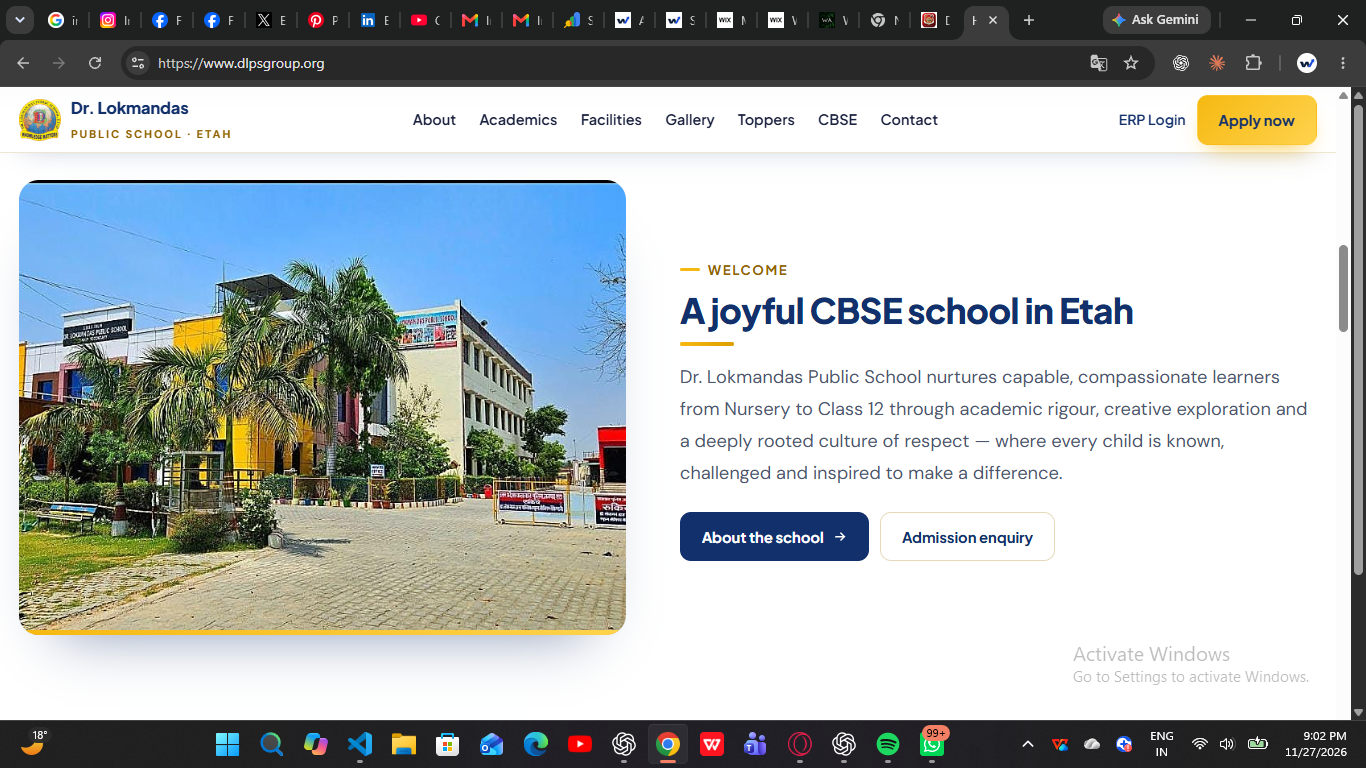 Ask Gemini
https://www.dlpsgroup.org
Dr. Lokmandas
PUBLIC SCHOOL · ETAH
About
Academics
Facilities
Gallery
Toppers
CBSE
Contact
ERP Login
Apply now
DR. LOKMANDAS PUBLIC SCHOOL
WELCOME
A joyful CBSE school in Etah
Dr. Lokmandas Public School nurtures capable, compassionate learners
from Nursery to Class 12 through academic rigour, creative exploration and
a deeply rooted culture of respect — where every child is known,
challenged and inspired to make a difference.
About the school →
Admission enquiry
Activate Windows
Go to Settings to activate Windows.
18°
99+
ENG
IN
9:02 PM
11/27/2026